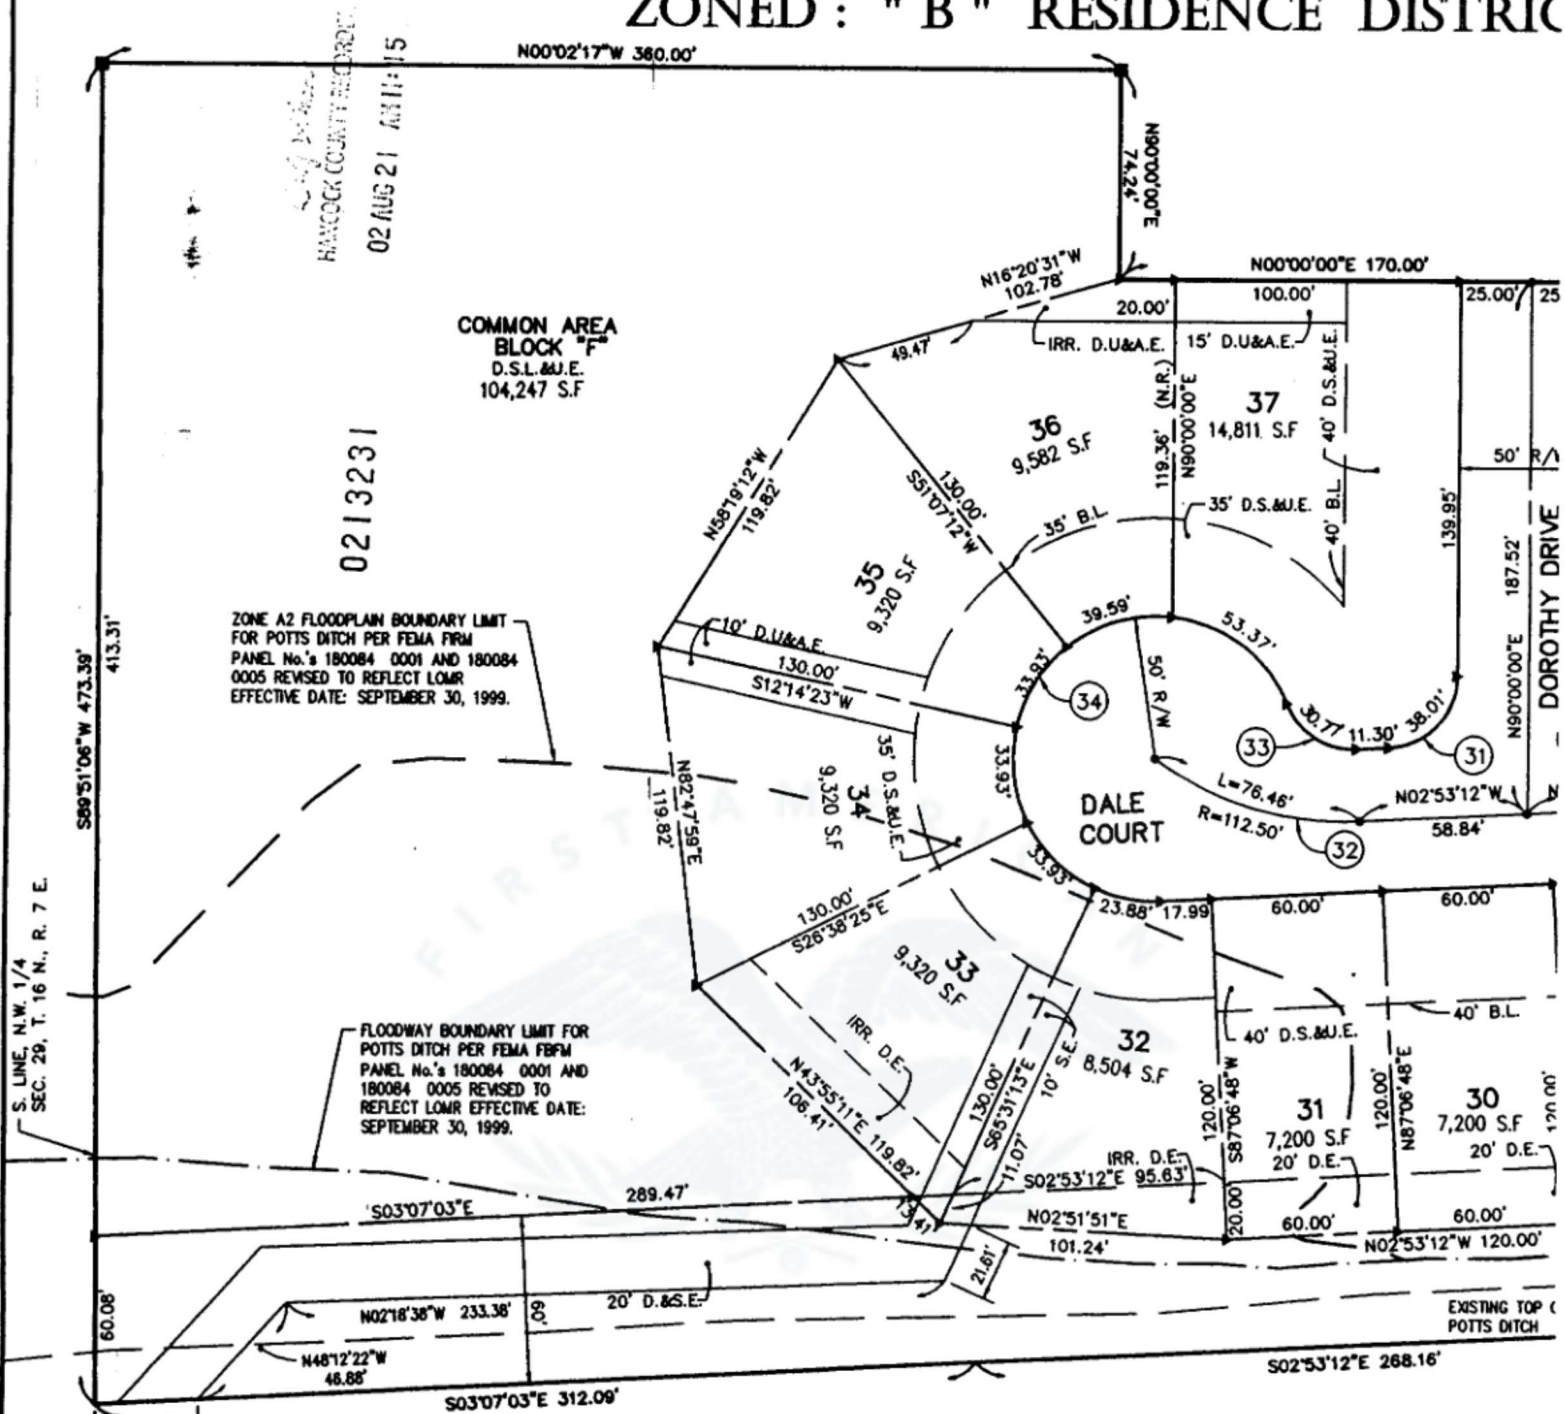 ZONED : " B " RESIDENCE DISTRIC
HANCOCK COUNTY RECORDER
02 AUG 21 AM 11: 15
021 3231
N00°02'17"W 360.00'
N90°00'00"E
74.24'
N16°20'31"W
102.78'
N00°00'00"E 170.00'
20.00'
100.00'
25.00'
25
49.47'
IRR. D.U&A.E.
15' D.U&A.E.
COMMON AREA
BLOCK "F"
D.S.L.&U.E.
104,247 S.F
36
9,582 S.F
119.36' (N.R.)
N90°00'00"E
37
14,811 S.F
40' D.S.&U.E.
40' B.L.
50' R/
N58°19'12"W
119.82'
130.00'
S51°07'12"W
35' B.L.
35' D.S.&U.E.
139.95'
187.52'
N90°00'00"E
DOROTHY DRIVE
35
9,320 S.F
ZONE A2 FLOODPLAIN BOUNDARY LIMIT
FOR POTTS DITCH PER FEMA FIRM
PANEL No.'s 180084 0001 AND 180084
0005 REVISED TO REFLECT LOMR
EFFECTIVE DATE: SEPTEMBER 30, 1999.
S89°51'06"W 473.39'
413.31'
10' D.U&A.E.
130.00'
S12°14'23"W
39.59'
53.37'
33.93'
34
50' R/W
30.77'
11.30'
38.01'
33
31
N82°47'59"E
119.82'
34
9,320 S.F
35' D.S.&U.E.
33.93'
DALE
COURT
L=76.46'
R=112.50'
32
N02°53'12"W
58.84'
N
FIRST AMERICAN
33.93'
23.88'
17.99
60.00'
60.00'
130.00'
S26°38'25"E
33
9,320 S.F
S. LINE, N.W. 1/4
SEC. 29, T. 16 N., R. 7 E.
FLOODWAY BOUNDARY LIMIT FOR
POTTS DITCH PER FEMA FBFM
PANEL No.'s 180084 0001 AND
180084 0005 REVISED TO
REFLECT LOMR EFFECTIVE DATE:
SEPTEMBER 30, 1999.
IRR. D.E.
N43°55'11"E 119.82'
106.41'
130.00'
S65°31'13"E
10' S.E.
11.07'
32
8,504 S.F
40' D.S.&U.E.
40' B.L.
120.00'
S87°06'48"W
31
7,200 S.F
20' D.E.
120.00'
N87°06'48"E
30
7,200 S.F
20' D.E.
120.00'
IRR. D.E.
S02°53'12"E 95.63'
20.00'
289.47'
S03°07'03"E
13.41'
N02°51'51"E
101.24'
60.00'
60.00'
N02°53'12"W 120.00'
21.61'
60.08'
N02°18'38"W 233.38'
20' D.&S.E.
60'
N48°12'22"W
46.88'
EXISTING TOP
POTTS DITCH
S03°07'03"E 312.09'
S02°53'12"E 268.16'